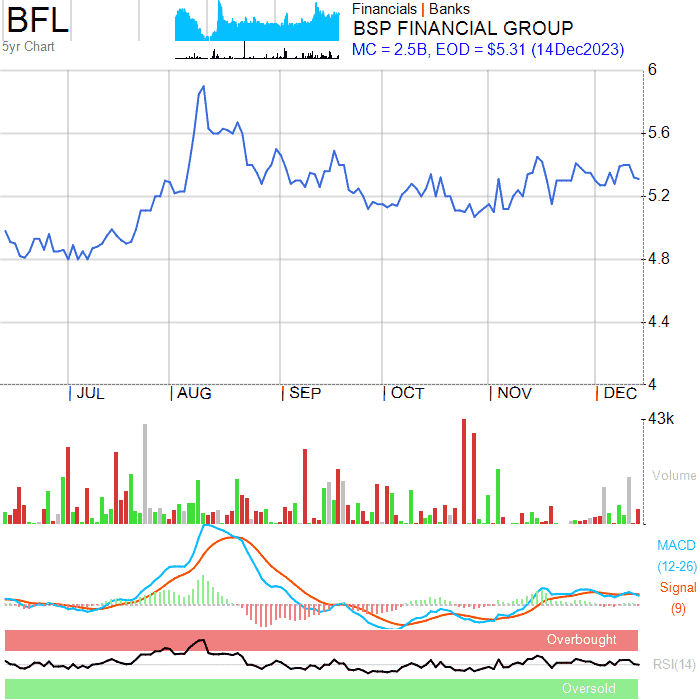 BFL
5yr Chart
Financials | Banks
BSP FINANCIAL GROUP
MC = 2.5B, EOD = $5.31 (14Dec2023)
6
5.6
5.2
4.8
4.4
4
JUL AUG SEP OCT NOV DEC
43k
Volume
MACD
(12-26)
Signal
(9)
Overbought
RSI(14)
Oversold